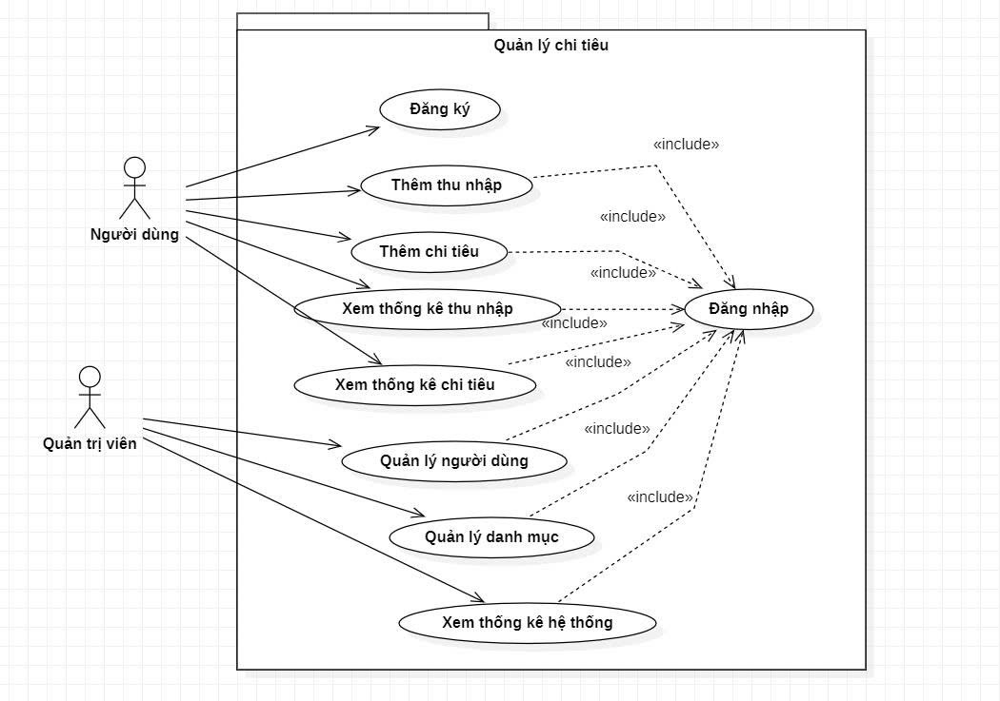 Quản lý chi tiêu
Đăng ký
«include»
Thêm thu nhập
«include»
Người dùng
Thêm chi tiêu
«include»
Xem thống kê thu nhập
Đăng nhập
«include»
«include»
Xem thống kê chi tiêu
«include»
Quản trị viên
Quản lý người dùng
«include»
Quản lý danh mục
Xem thống kê hệ thống